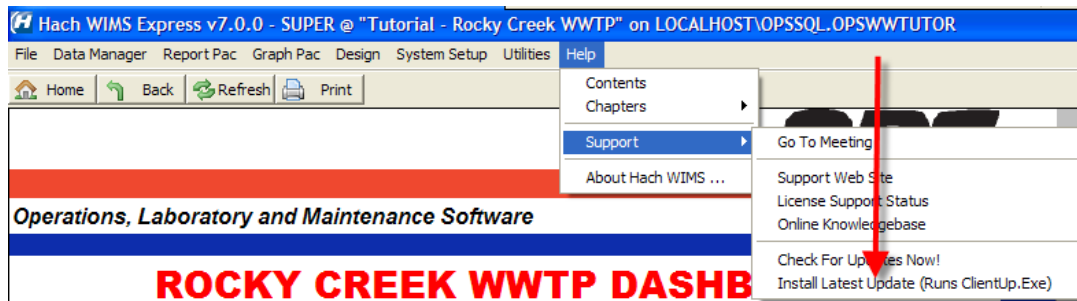 Hach WIMS Express v7.0.0 - SUPER @ "Tutorial - Rocky Creek WWTP" on LOCALHOST\OPSSQL.OPSWWTUTOR
File Data Manager Report Pac Graph Pac Design System Setup Utilities Help
Home Back Refresh Print
Contents
Chapters
Support
About Hach WIMS ...
Go To Meeting
Support Web Site
License Support Status
Online Knowledgebase
Check For Updates Now!
Install Latest Update (Runs ClientUp.Exe)
Operations, Laboratory and Maintenance Software
ROCKY CREEK WWTP DASHB